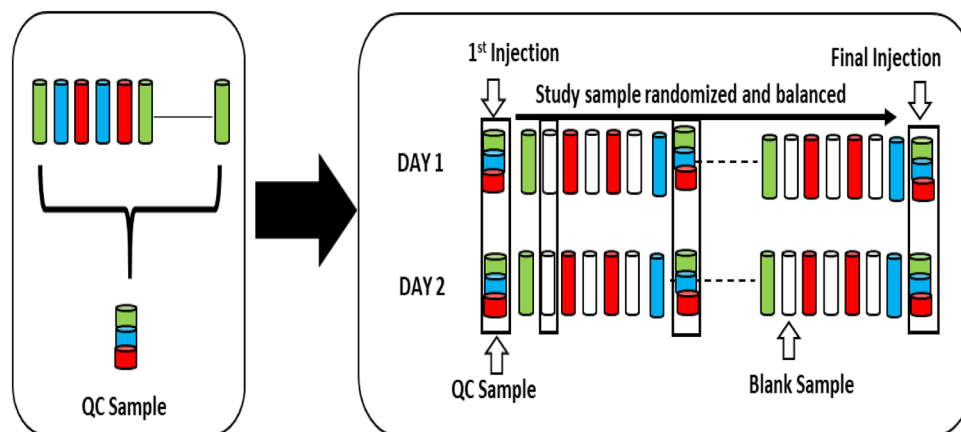 1st Injection
Final Injection
Study sample randomized and balanced
DAY 1
DAY 2
QC Sample
QC Sample
Blank Sample